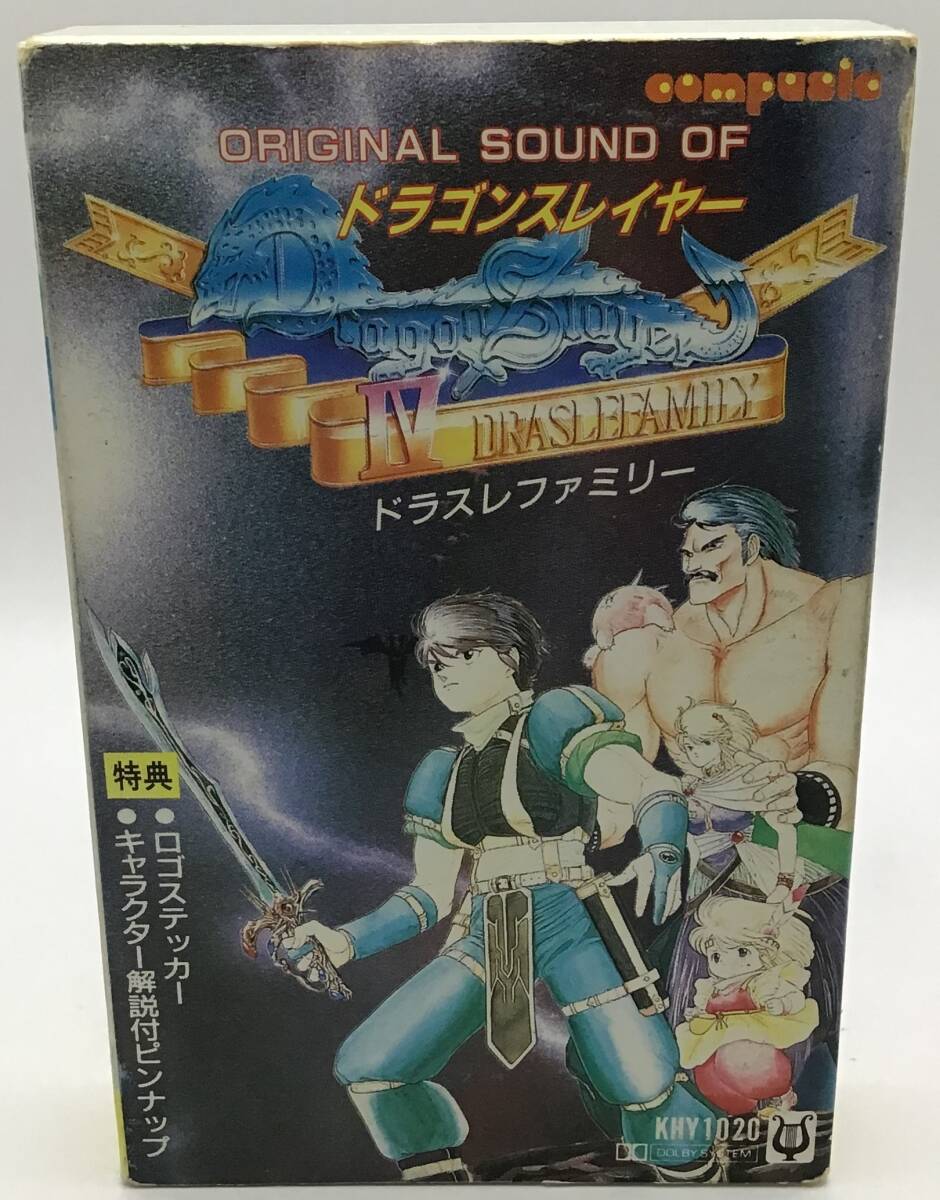 compusic
ORIGINAL SOUND OF
ドラゴンスレイヤー
Dragon Slayer
IV DRASLEFAMILY
ドラスレファミリー
特典
●ロゴステッカー
●キャラクター解説付ピンナップ
KHY1020
DOLBY SYSTEM